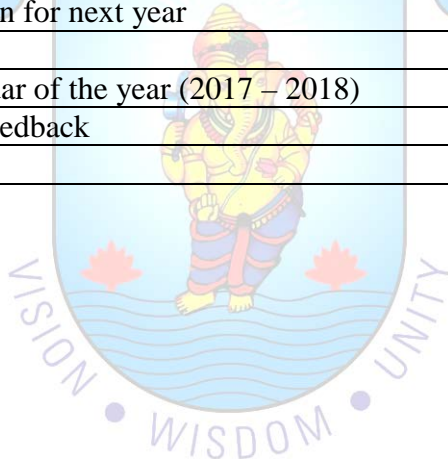 n for next year
ar of the year (2017 – 2018)
edback
VISION • WISDOM • UNITY